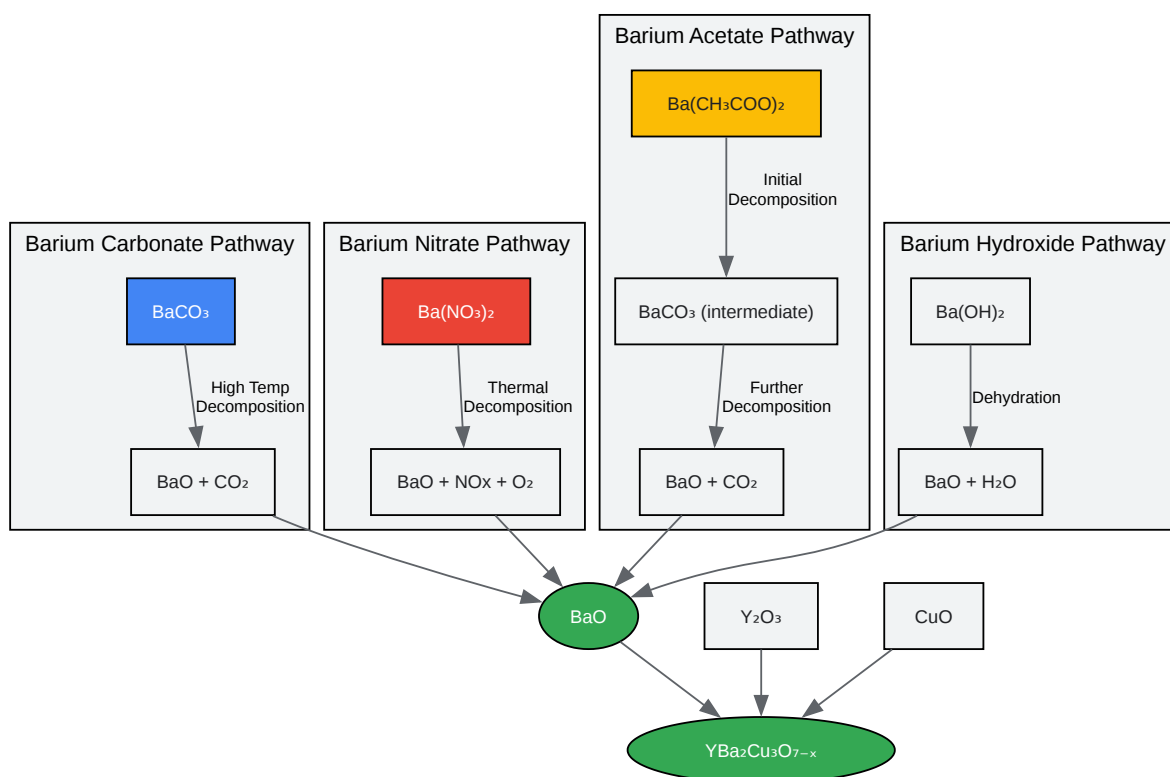 Barium Acetate Pathway
Ba(CH₃COO)₂
Initial
Decomposition
Barium Carbonate Pathway
Barium Nitrate Pathway
Barium Hydroxide Pathway
BaCO₃
Ba(NO₃)₂
BaCO₃ (intermediate)
Ba(OH)₂
High Temp
Decomposition
Thermal
Decomposition
Further
Decomposition
Dehydration
BaO + CO₂
BaO + NOx + O₂
BaO + CO₂
BaO + H₂O
BaO
Y₂O₃
CuO
YBa₂Cu₃O₇₋ₓ